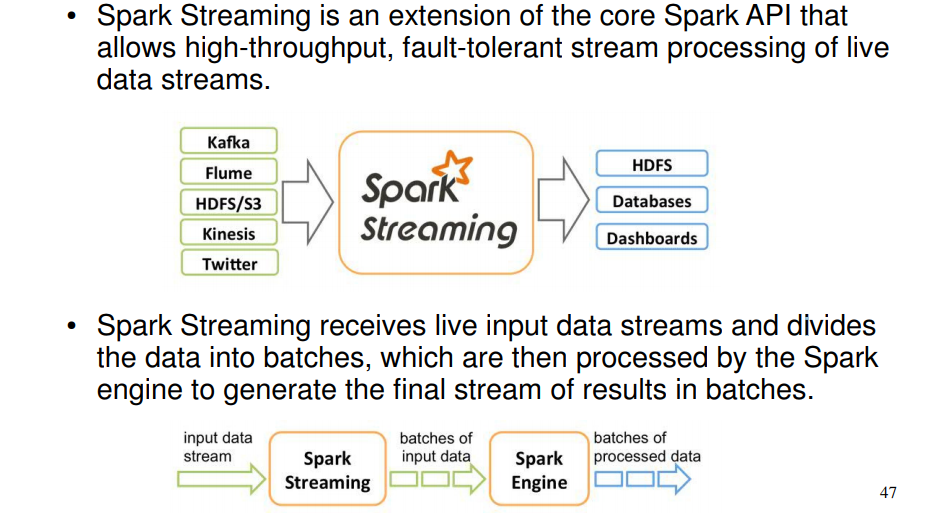 • Spark Streaming is an extension of the core Spark API that
allows high-throughput, fault-tolerant stream processing of live
data streams.
Kafka
Flume
HDFS/S3
Kinesis
Twitter
Spark
Streaming
HDFS
Databases
Dashboards
• Spark Streaming receives live input data streams and divides
the data into batches, which are then processed by the Spark
engine to generate the final stream of results in batches.
input data
stream
Spark
Streaming
batches of
input data
Spark
Engine
batches of
processed data
47